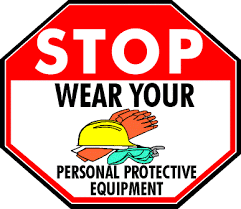 STOP
WEAR YOUR
PERSONAL PROTECTIVE
EQUIPMENT